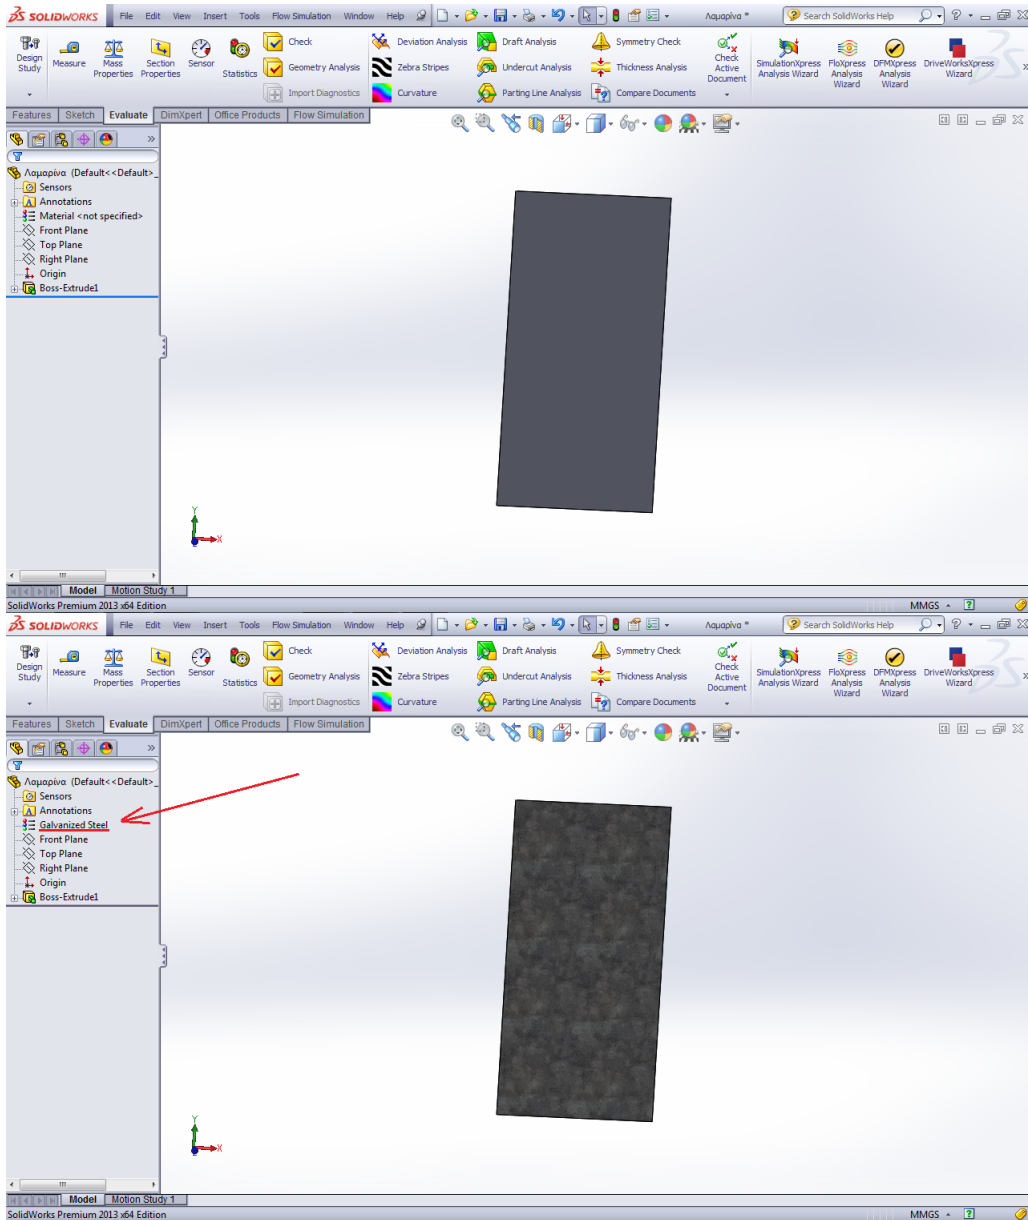 SOLIDWORKS File Edit View Insert Tools Flow Simulation Window Help Λαμαρίνα * Search SolidWorks Help
Design Study Measure Mass Properties Section Properties Sensor Statistics Check Deviation Analysis Draft Analysis Symmetry Check Check Active Document SimulationXpress Analysis Wizard FloXpress Analysis Wizard DFMXpress Analysis Wizard DriveWorksXpress Wizard
Geometry Analysis Zebra Stripes Undercut Analysis Thickness Analysis
Import Diagnostics Curvature Parting Line Analysis Compare Documents
Features Sketch Evaluate DimXpert Office Products Flow Simulation
Λαμαρίνα (Default<<Default>_
Sensors
Annotations
Material <not specified>
Front Plane
Top Plane
Right Plane
Origin
Boss-Extrude1
Y
X
Model Motion Study 1
SolidWorks Premium 2013 x64 Edition MMGS
SOLIDWORKS File Edit View Insert Tools Flow Simulation Window Help Λαμαρίνα * Search SolidWorks Help
Design Study Measure Mass Properties Section Properties Sensor Statistics Check Deviation Analysis Draft Analysis Symmetry Check Check Active Document SimulationXpress Analysis Wizard FloXpress Analysis Wizard DFMXpress Analysis Wizard DriveWorksXpress Wizard
Geometry Analysis Zebra Stripes Undercut Analysis Thickness Analysis
Import Diagnostics Curvature Parting Line Analysis Compare Documents
Features Sketch Evaluate DimXpert Office Products Flow Simulation
Λαμαρίνα (Default<<Default>_
Sensors
Annotations
Galvanized Steel
Front Plane
Top Plane
Right Plane
Origin
Boss-Extrude1
Y
X
Model Motion Study 1
SolidWorks Premium 2013 x64 Edition MMGS